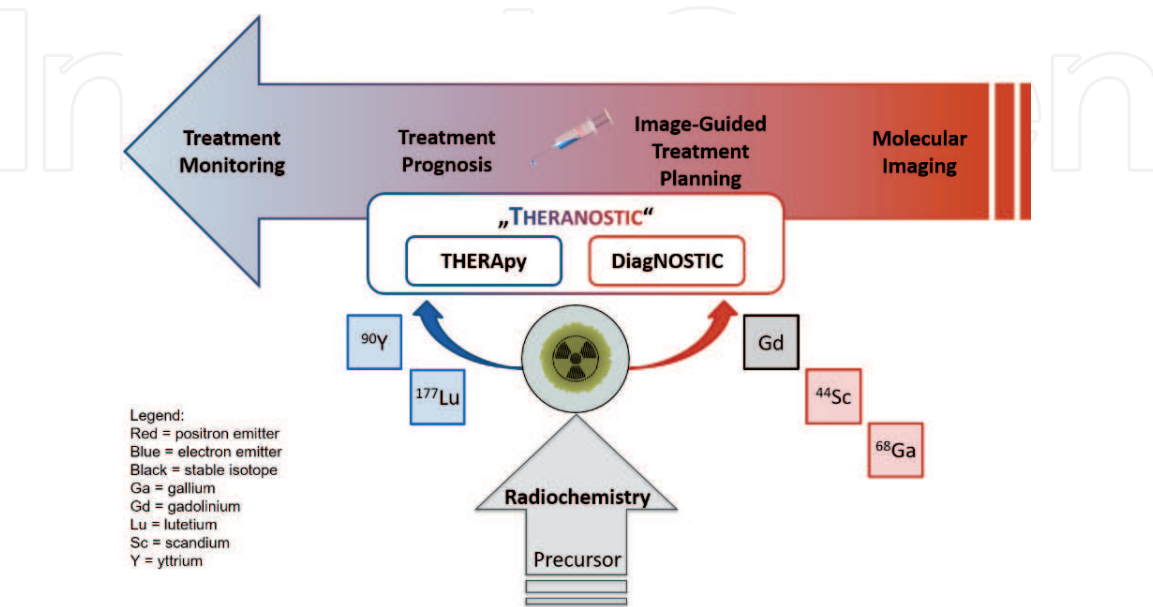 Treatment
Monitoring
Treatment
Prognosis
Image-Guided
Treatment
Planning
Molecular
Imaging
„THERANOSTIC“
THERApy
DiagNOSTIC
⁹⁰Y
¹⁷⁷Lu
Gd
⁴⁴Sc
⁶⁸Ga
Legend:
Red = positron emitter
Blue = electron emitter
Black = stable isotope
Ga = gallium
Gd = gadolinium
Lu = lutetium
Sc = scandium
Y = yttrium
Radiochemistry
Precursor